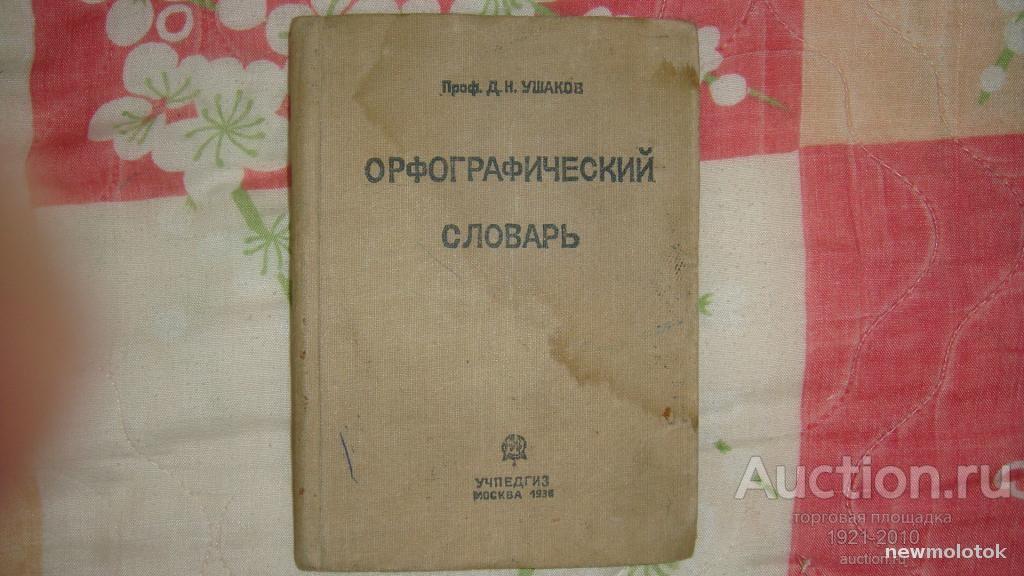 Проф. Д. Н. УШАКОВ
ОРФОГРАФИЧЕСКИЙ
СЛОВАРЬ
УЧПЕДГИЗ
МОСКВА 1936
Auction.ru
торговая площадка
1921-2010
auction.ru
newmolotok